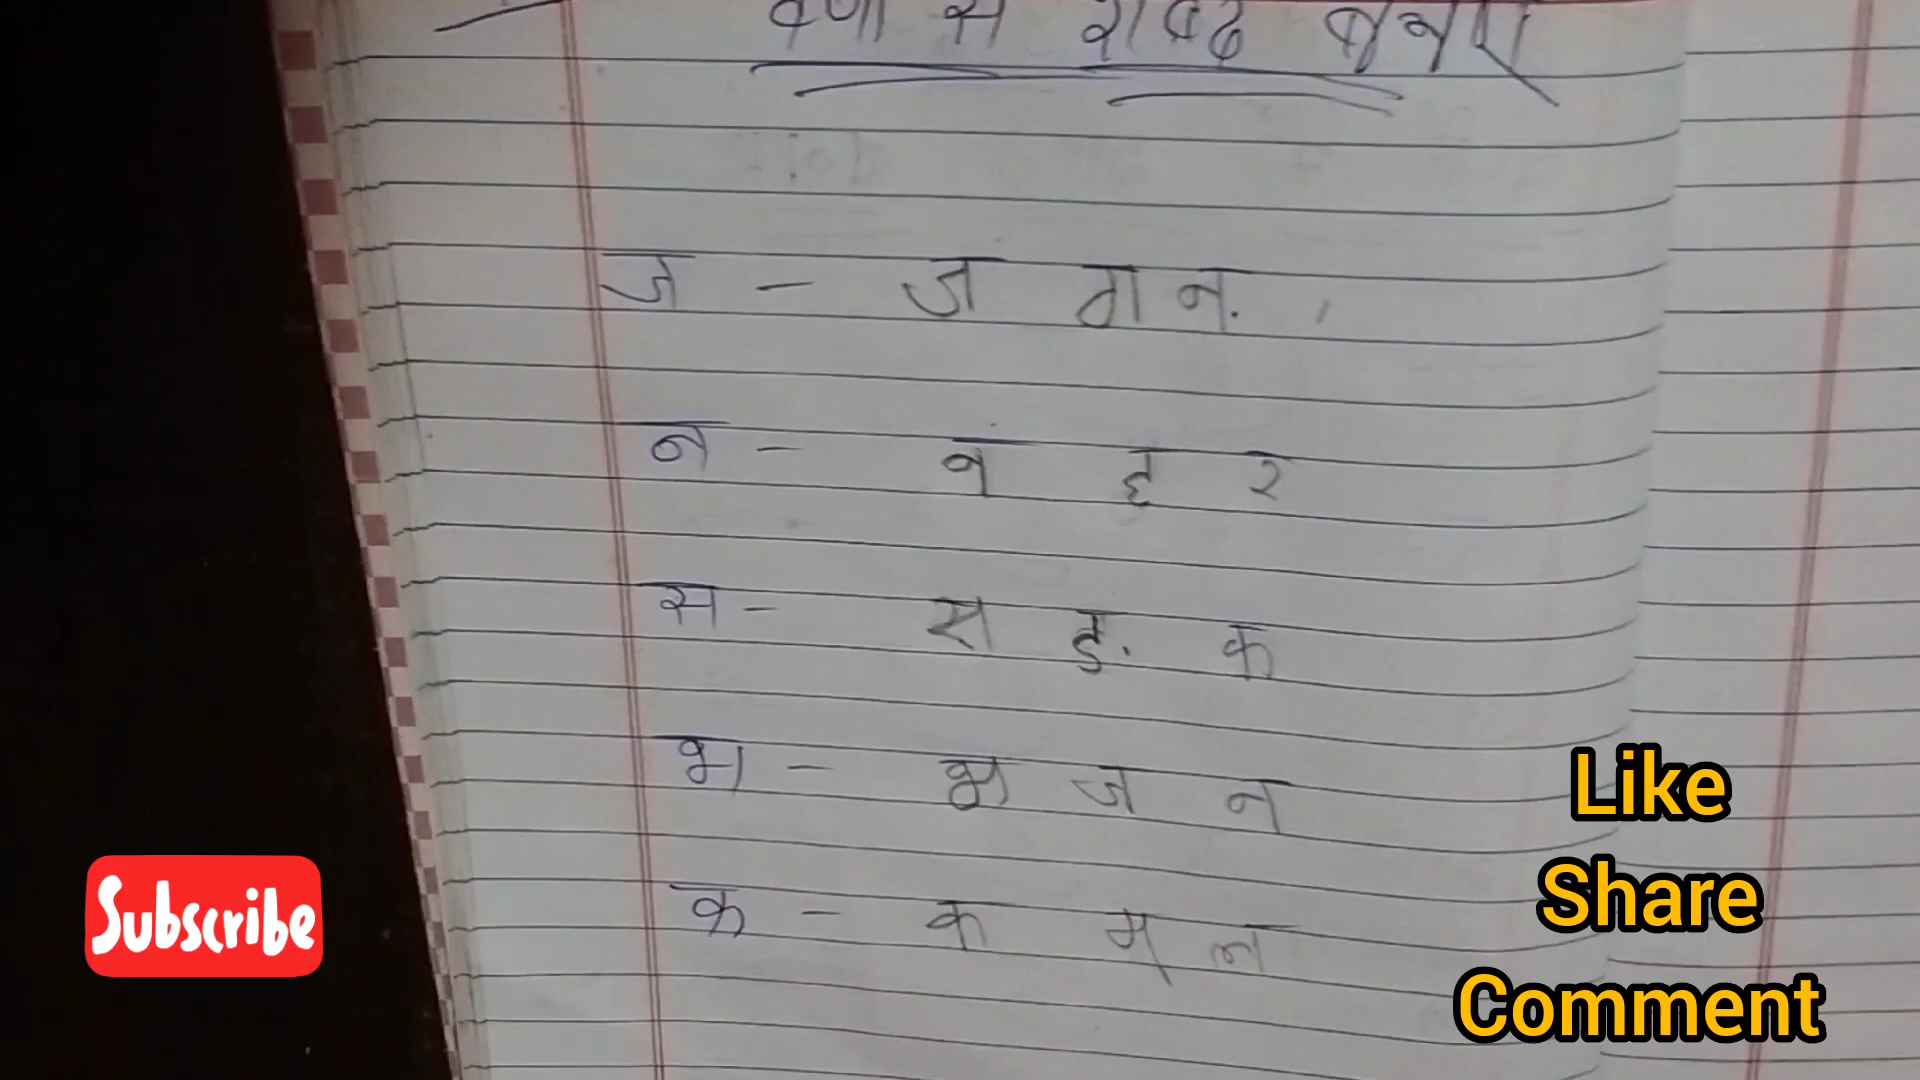 वर्णो से शब्द बनाए
ज - ज ग न .
न - न ह र
स - स ड़ क
भ - भ ज न
क - क म ल
Subscribe
Like
Share
Comment